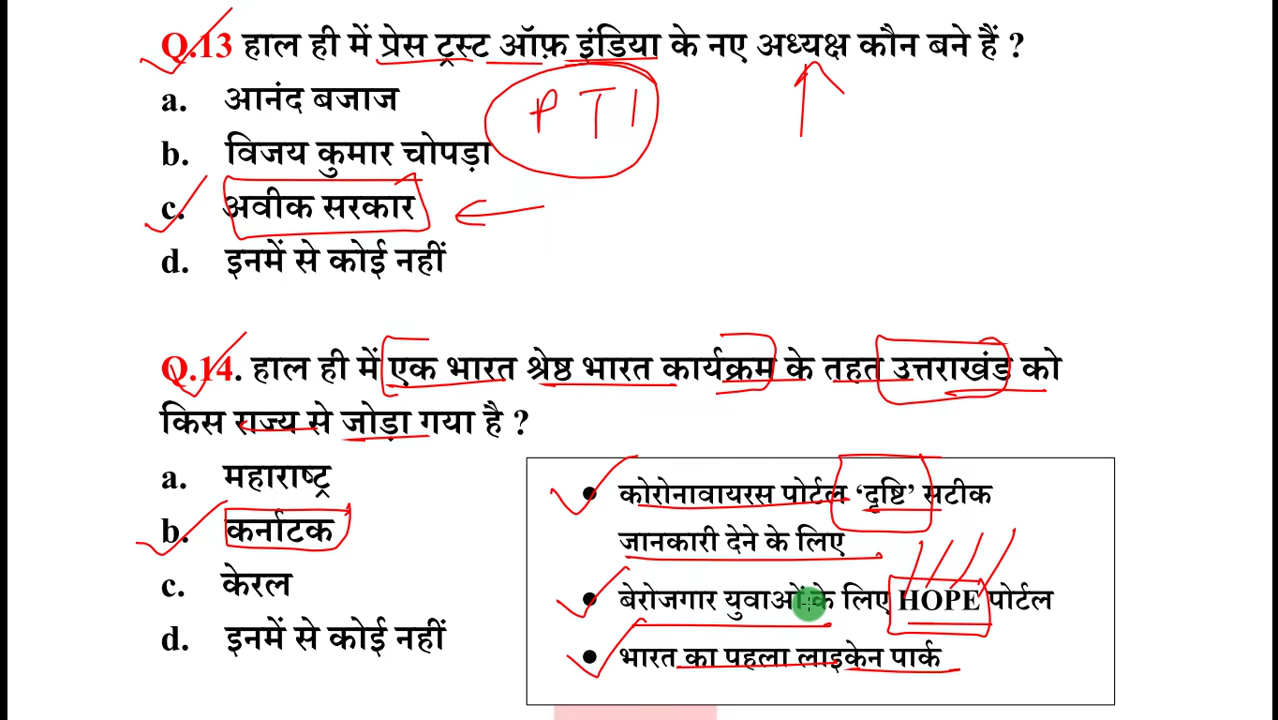 Q.13 हाल ही में प्रेस ट्रस्ट ऑफ़ इंडिया के नए अध्यक्ष कौन बने हैं ?
a. आनंद बजाज
PTI
b. विजय कुमार चोपड़ा
c. अवीक सरकार
d. इनमें से कोई नहीं
Q.14. हाल ही में एक भारत श्रेष्ठ भारत कार्यक्रम के तहत उत्तराखंड को
किस राज्य से जोड़ा गया है ?
a. महाराष्ट्र
b. कर्नाटक
c. केरल
d. इनमें से कोई नहीं
• कोरोनावायरस पोर्टल ‘दृष्टि’ सटीक
जानकारी देने के लिए
• बेरोजगार युवाओं के लिए HOPE पोर्टल
• भारत का पहला लाइकेन पार्क